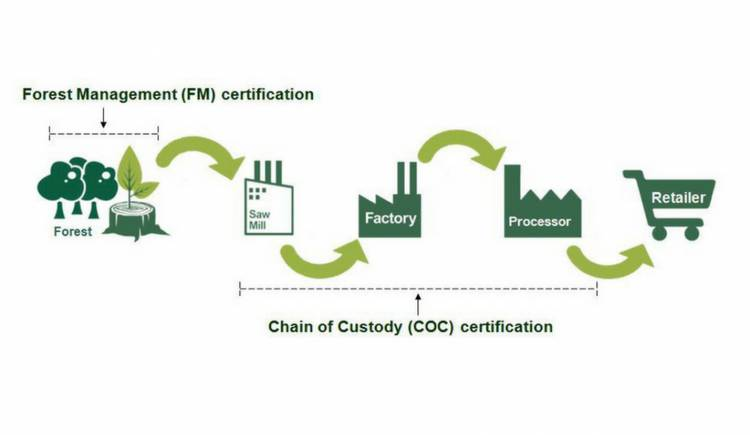 Forest Management (FM) certification
Forest
Saw
Mill
Factory
Processor
Retailer
Chain of Custody (COC) certification